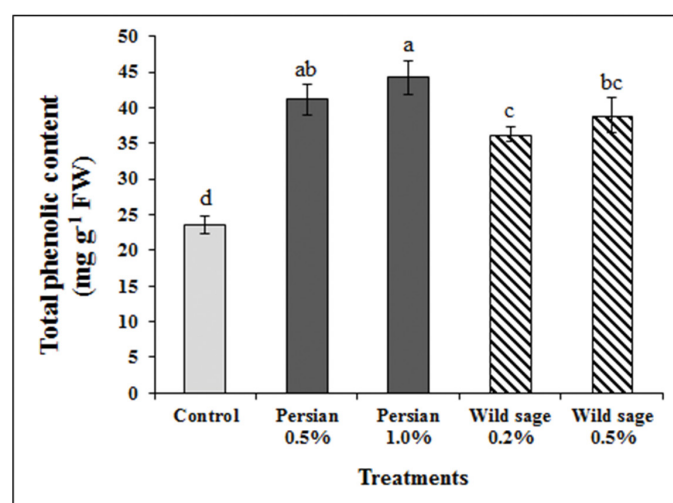 Total phenolic content
(mg g⁻¹ FW)
50
45
40
35
30
25
20
15
10
5
0
d
ab
a
c
bc
Control
Persian
0.5%
Persian
1.0%
Wild sage
0.2%
Wild sage
0.5%
Treatments